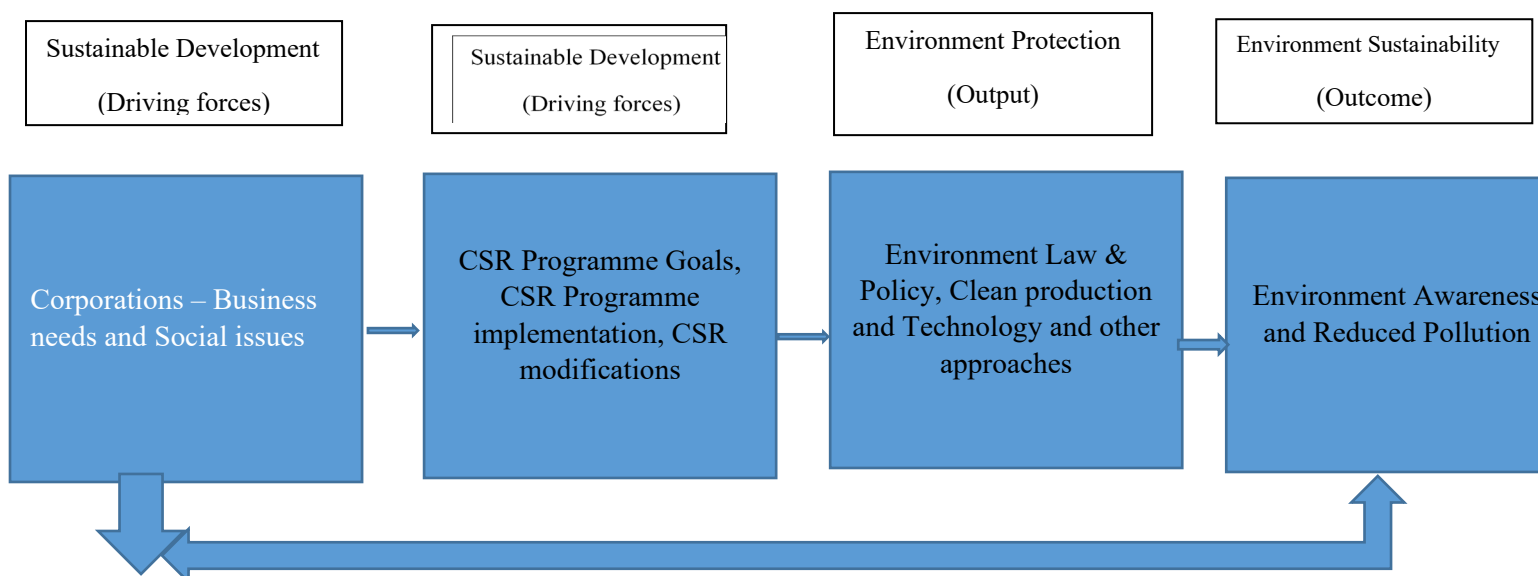 Sustainable Development
(Driving forces)
Sustainable Development
(Driving forces)
Environment Protection
(Output)
Environment Sustainability
(Outcome)
Corporations – Business
needs and Social issues
CSR Programme Goals,
CSR Programme
implementation, CSR
modifications
Environment Law &
Policy, Clean production
and Technology and other
approaches
Environment Awareness
and Reduced Pollution